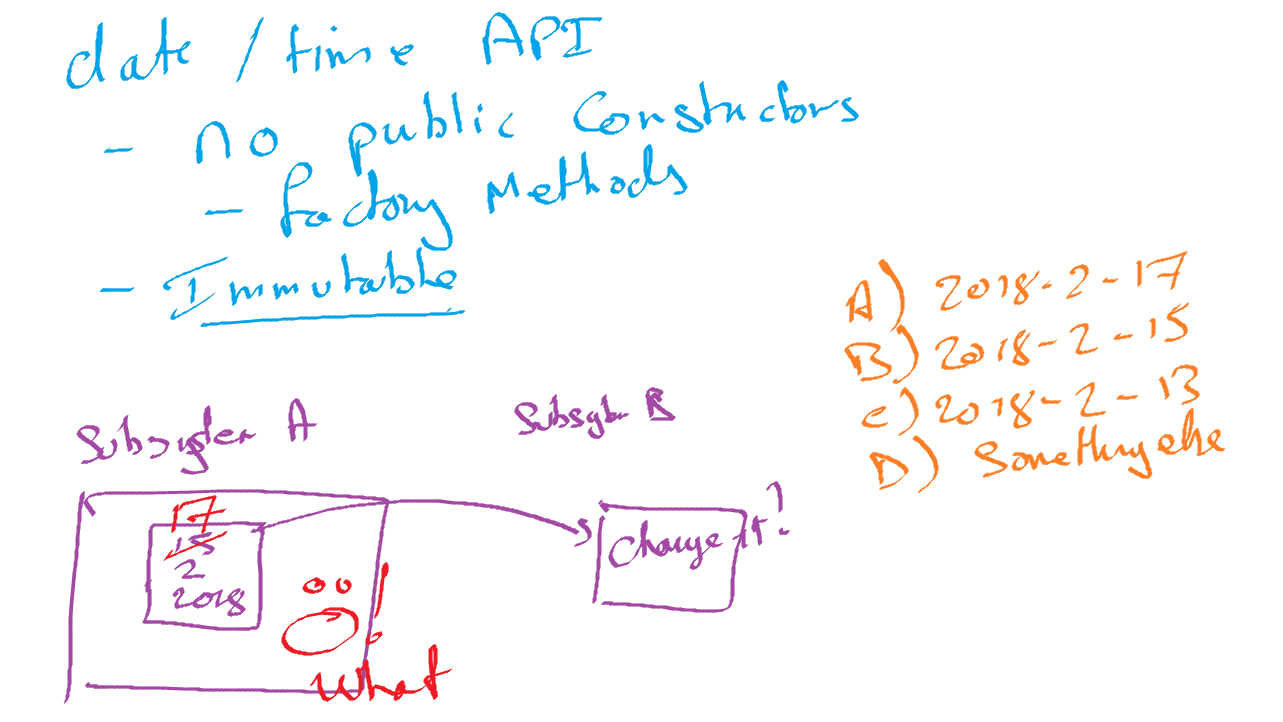 date / time API
- no public Constructors
- factory Methods
- Immutable
A) 2018-2-17
B) 2018-2-15
C) 2018-2-13
D) Something else
Subsystem A
Subsystem B
17
15
2
2018
Change it?
!
What